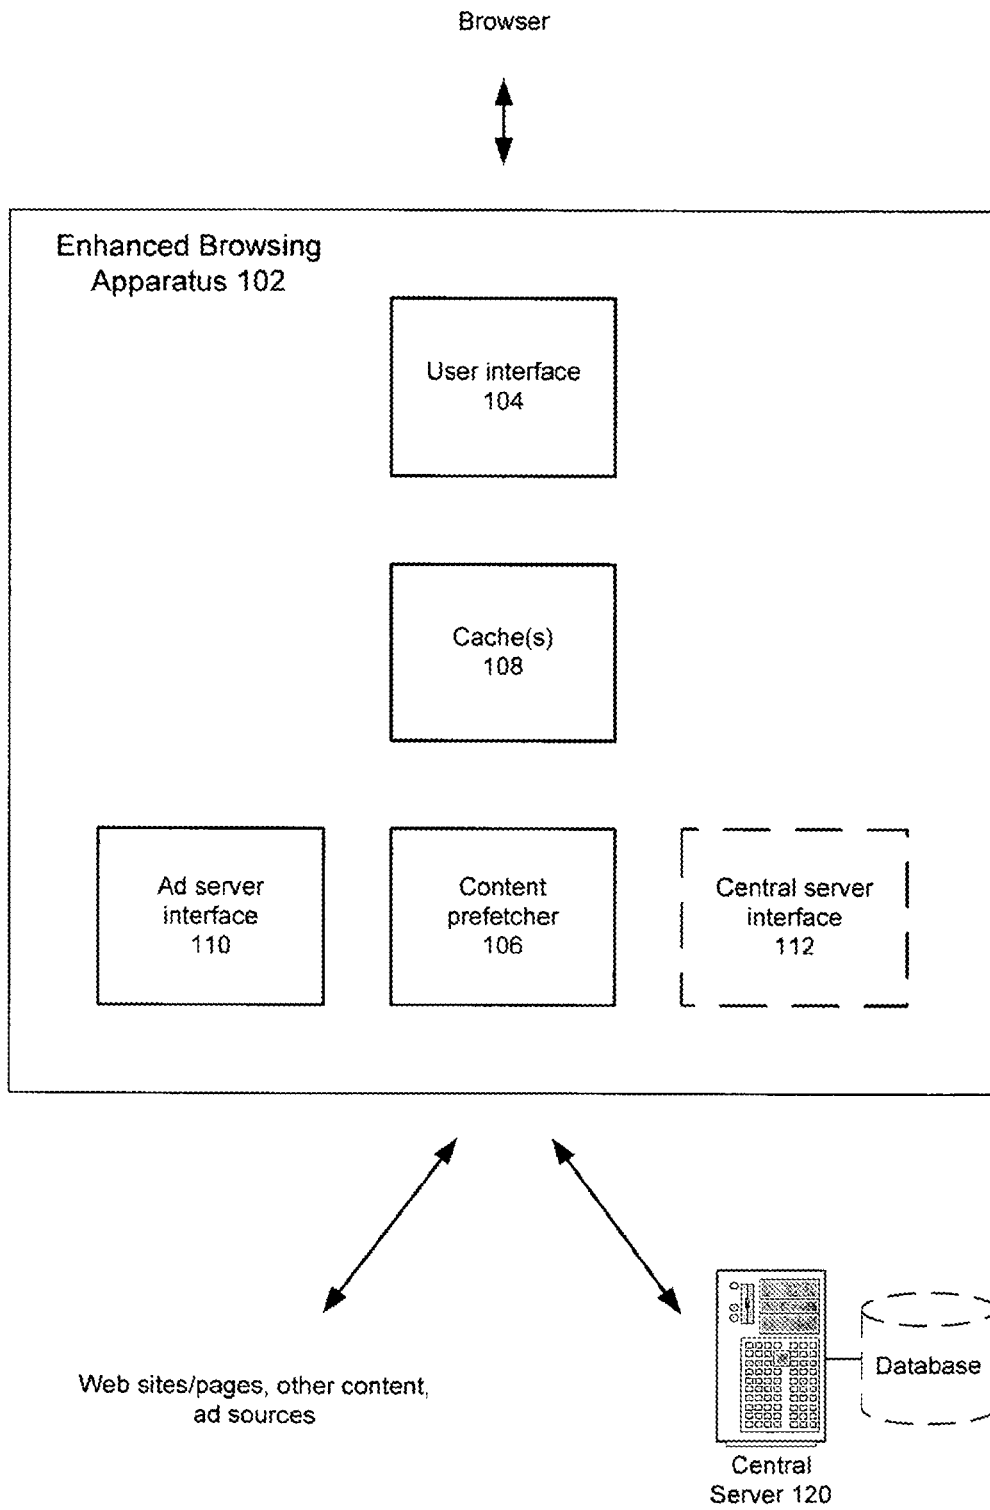 Browser
Enhanced Browsing
Apparatus 102
User interface
104
Cache(s)
108
Ad server
interface
110
Content
prefetcher
106
Central server
interface
112
Web sites/pages, other content,
ad sources
Database
Central
Server 120